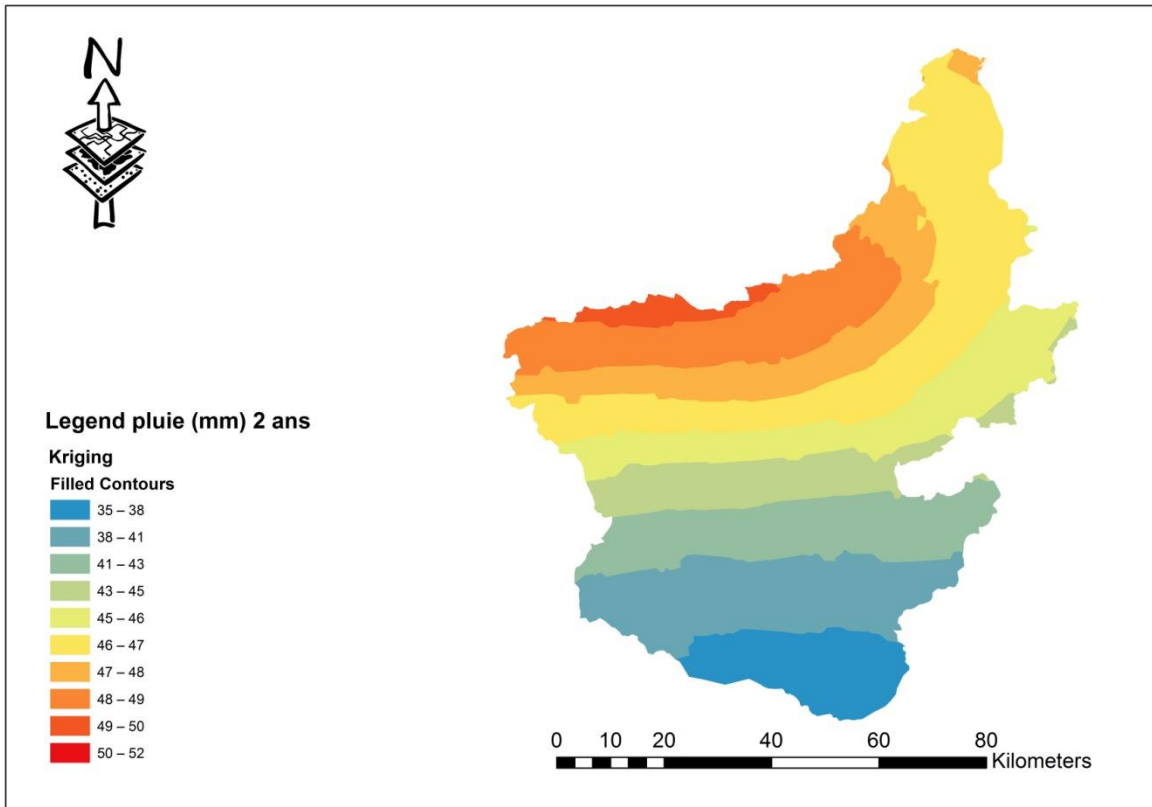 N
Legend pluie (mm) 2 ans
Kriging
Filled Contours
35 – 38
38 – 41
41 – 43
43 – 45
45 – 46
46 – 47
47 – 48
48 – 49
49 – 50
50 – 52
0 10 20 40 60 80
Kilometers